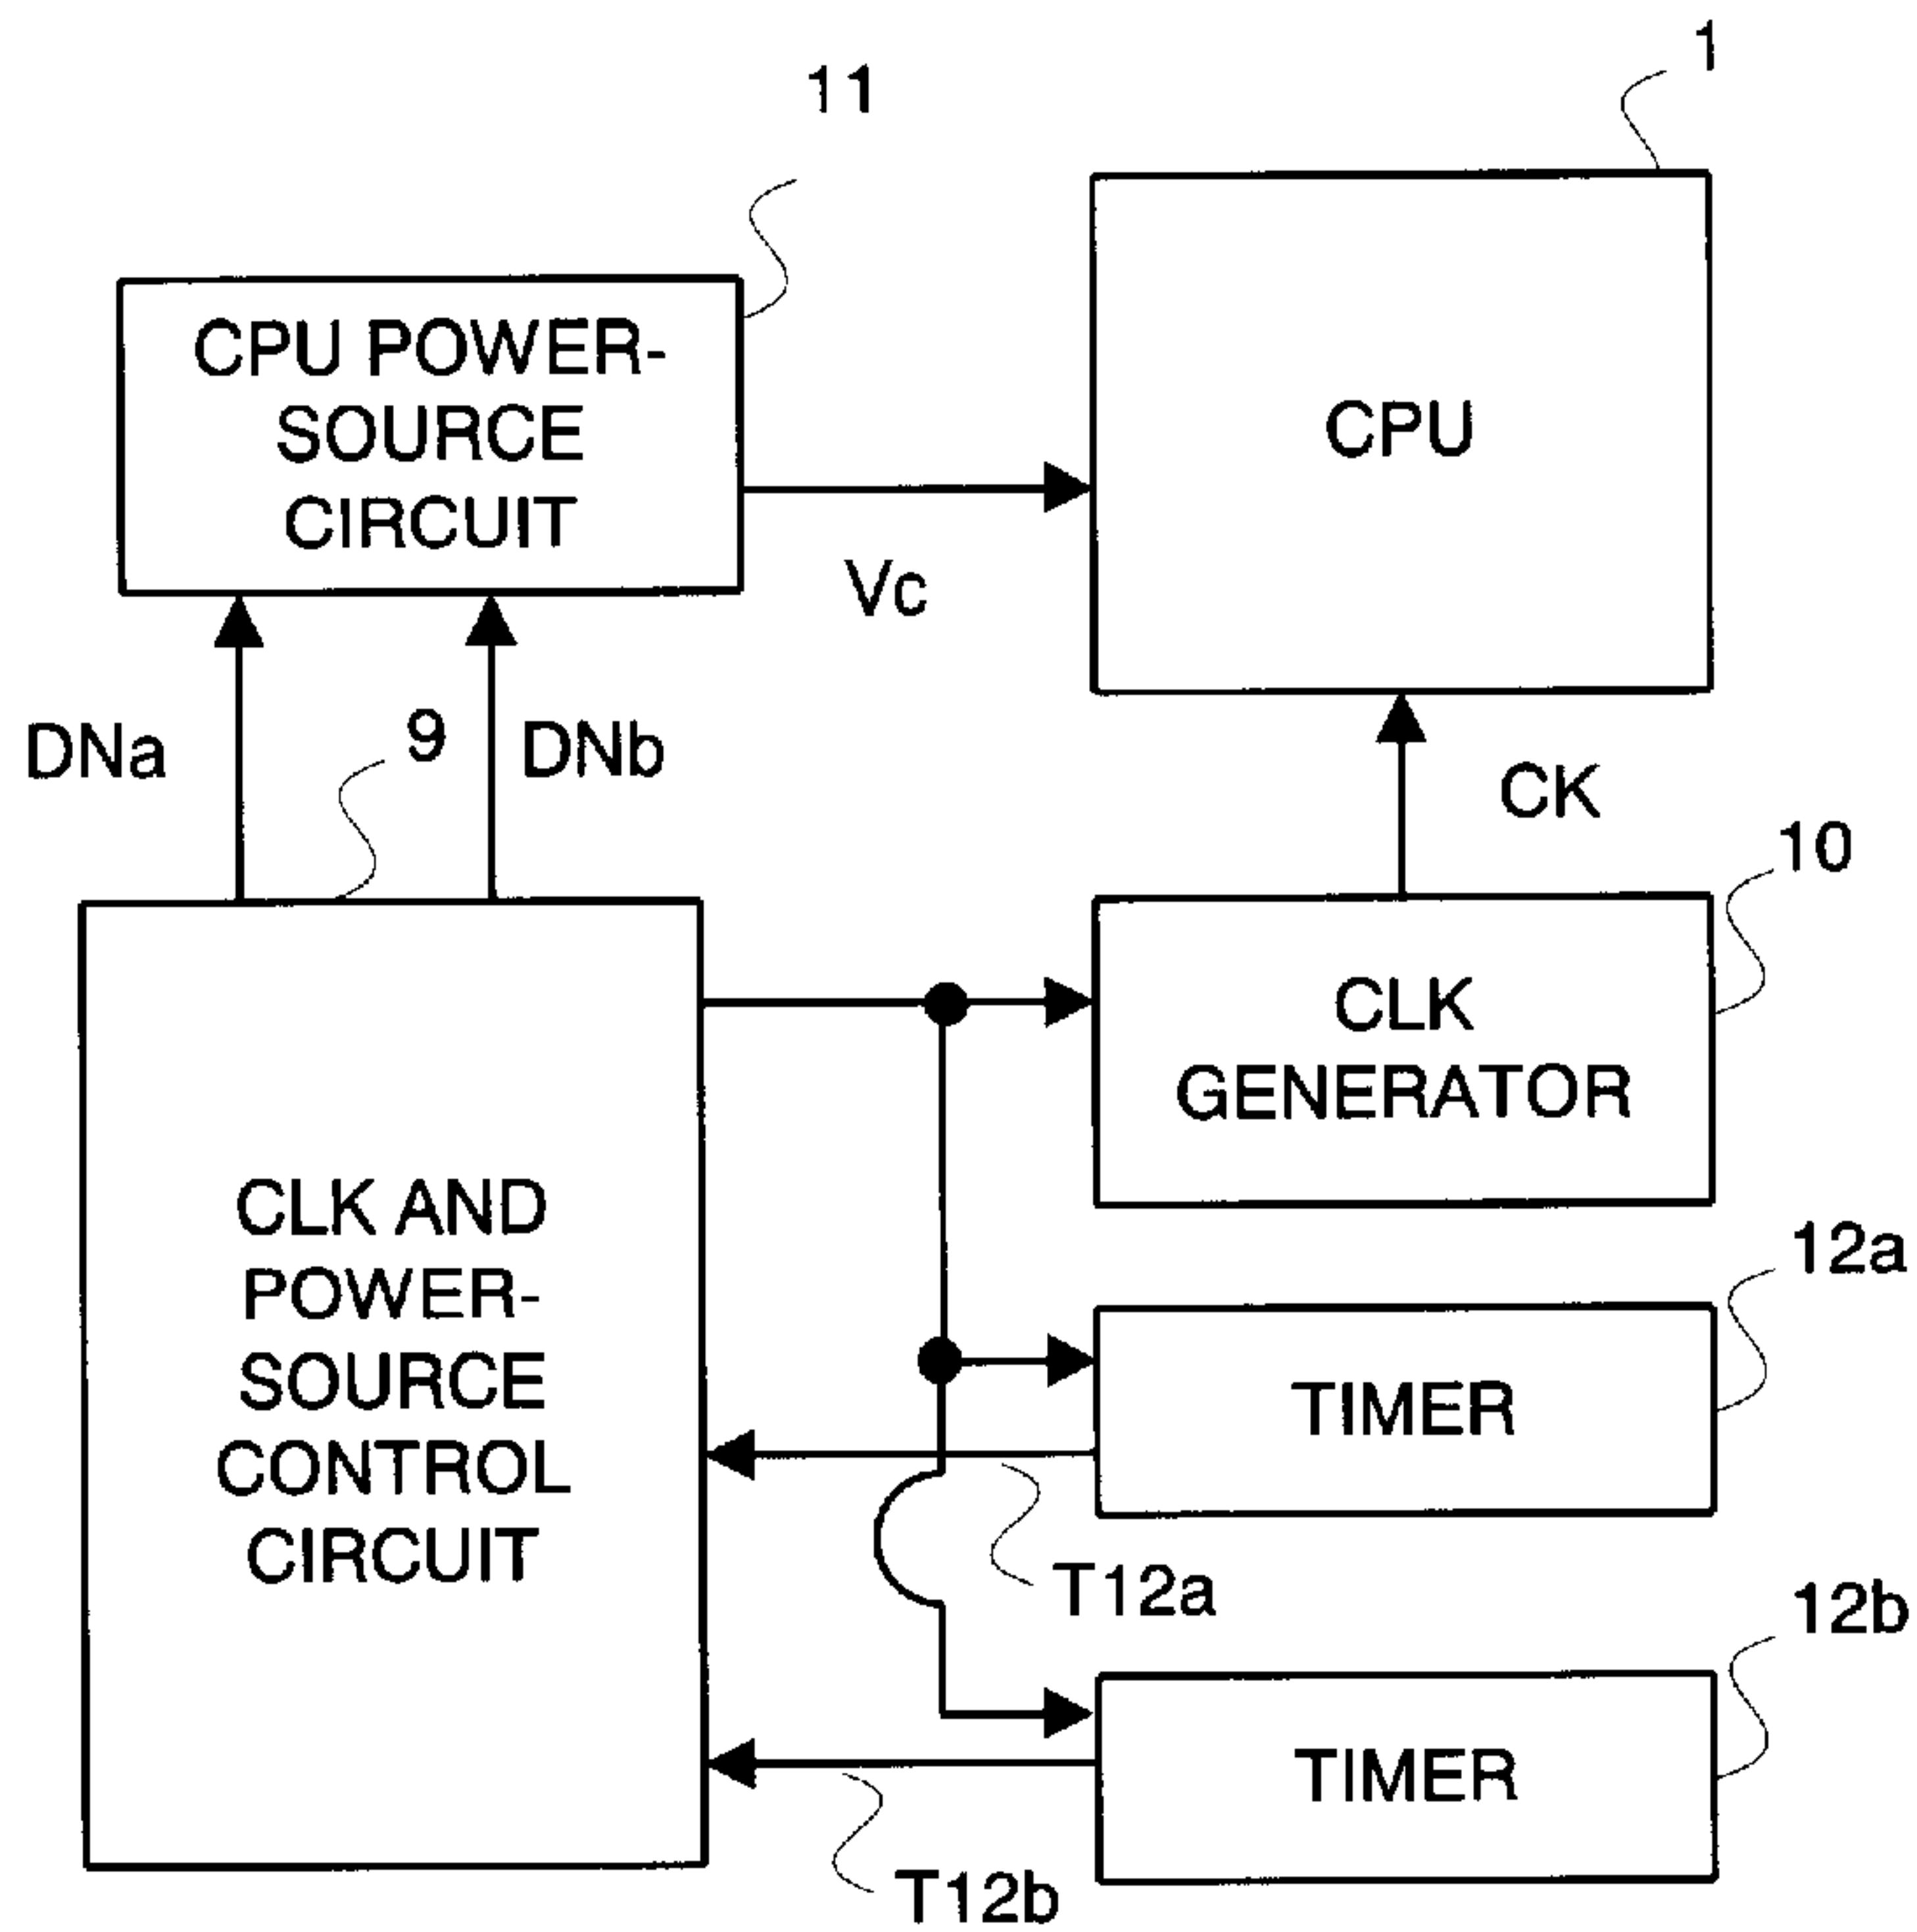 11
1
CPU POWER-
SOURCE
CIRCUIT
CPU
Vc
DNa
9
DNb
CK
10
CLK
GENERATOR
CLK AND
POWER-
SOURCE
CONTROL
CIRCUIT
12a
TIMER
T12a
12b
TIMER
T12b